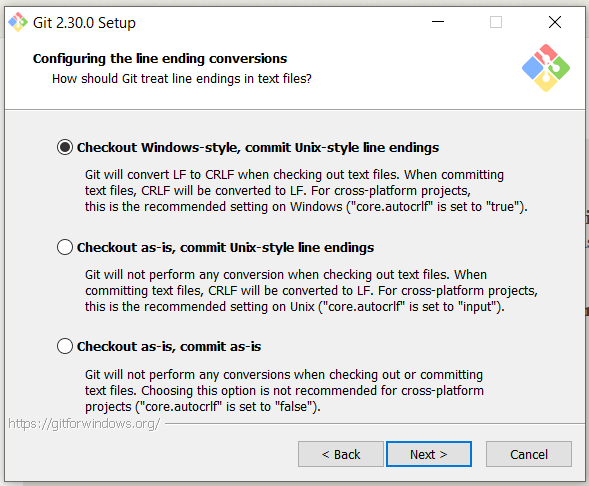 Git 2.30.0 Setup
Configuring the line ending conversions
How should Git treat line endings in text files?
Checkout Windows-style, commit Unix-style line endings
Git will convert LF to CRLF when checking out text files. When committing
text files, CRLF will be converted to LF. For cross-platform projects,
this is the recommended setting on Windows ("core.autocrlf" is set to "true").
Checkout as-is, commit Unix-style line endings
Git will not perform any conversion when checking out text files. When
committing text files, CRLF will be converted to LF. For cross-platform projects,
this is the recommended setting on Unix ("core.autocrlf" is set to "input").
Checkout as-is, commit as-is
Git will not perform any conversions when checking out or committing
text files. Choosing this option is not recommended for cross-platform
projects ("core.autocrlf" is set to "false").
https://gitforwindows.org/
< Back Next > Cancel